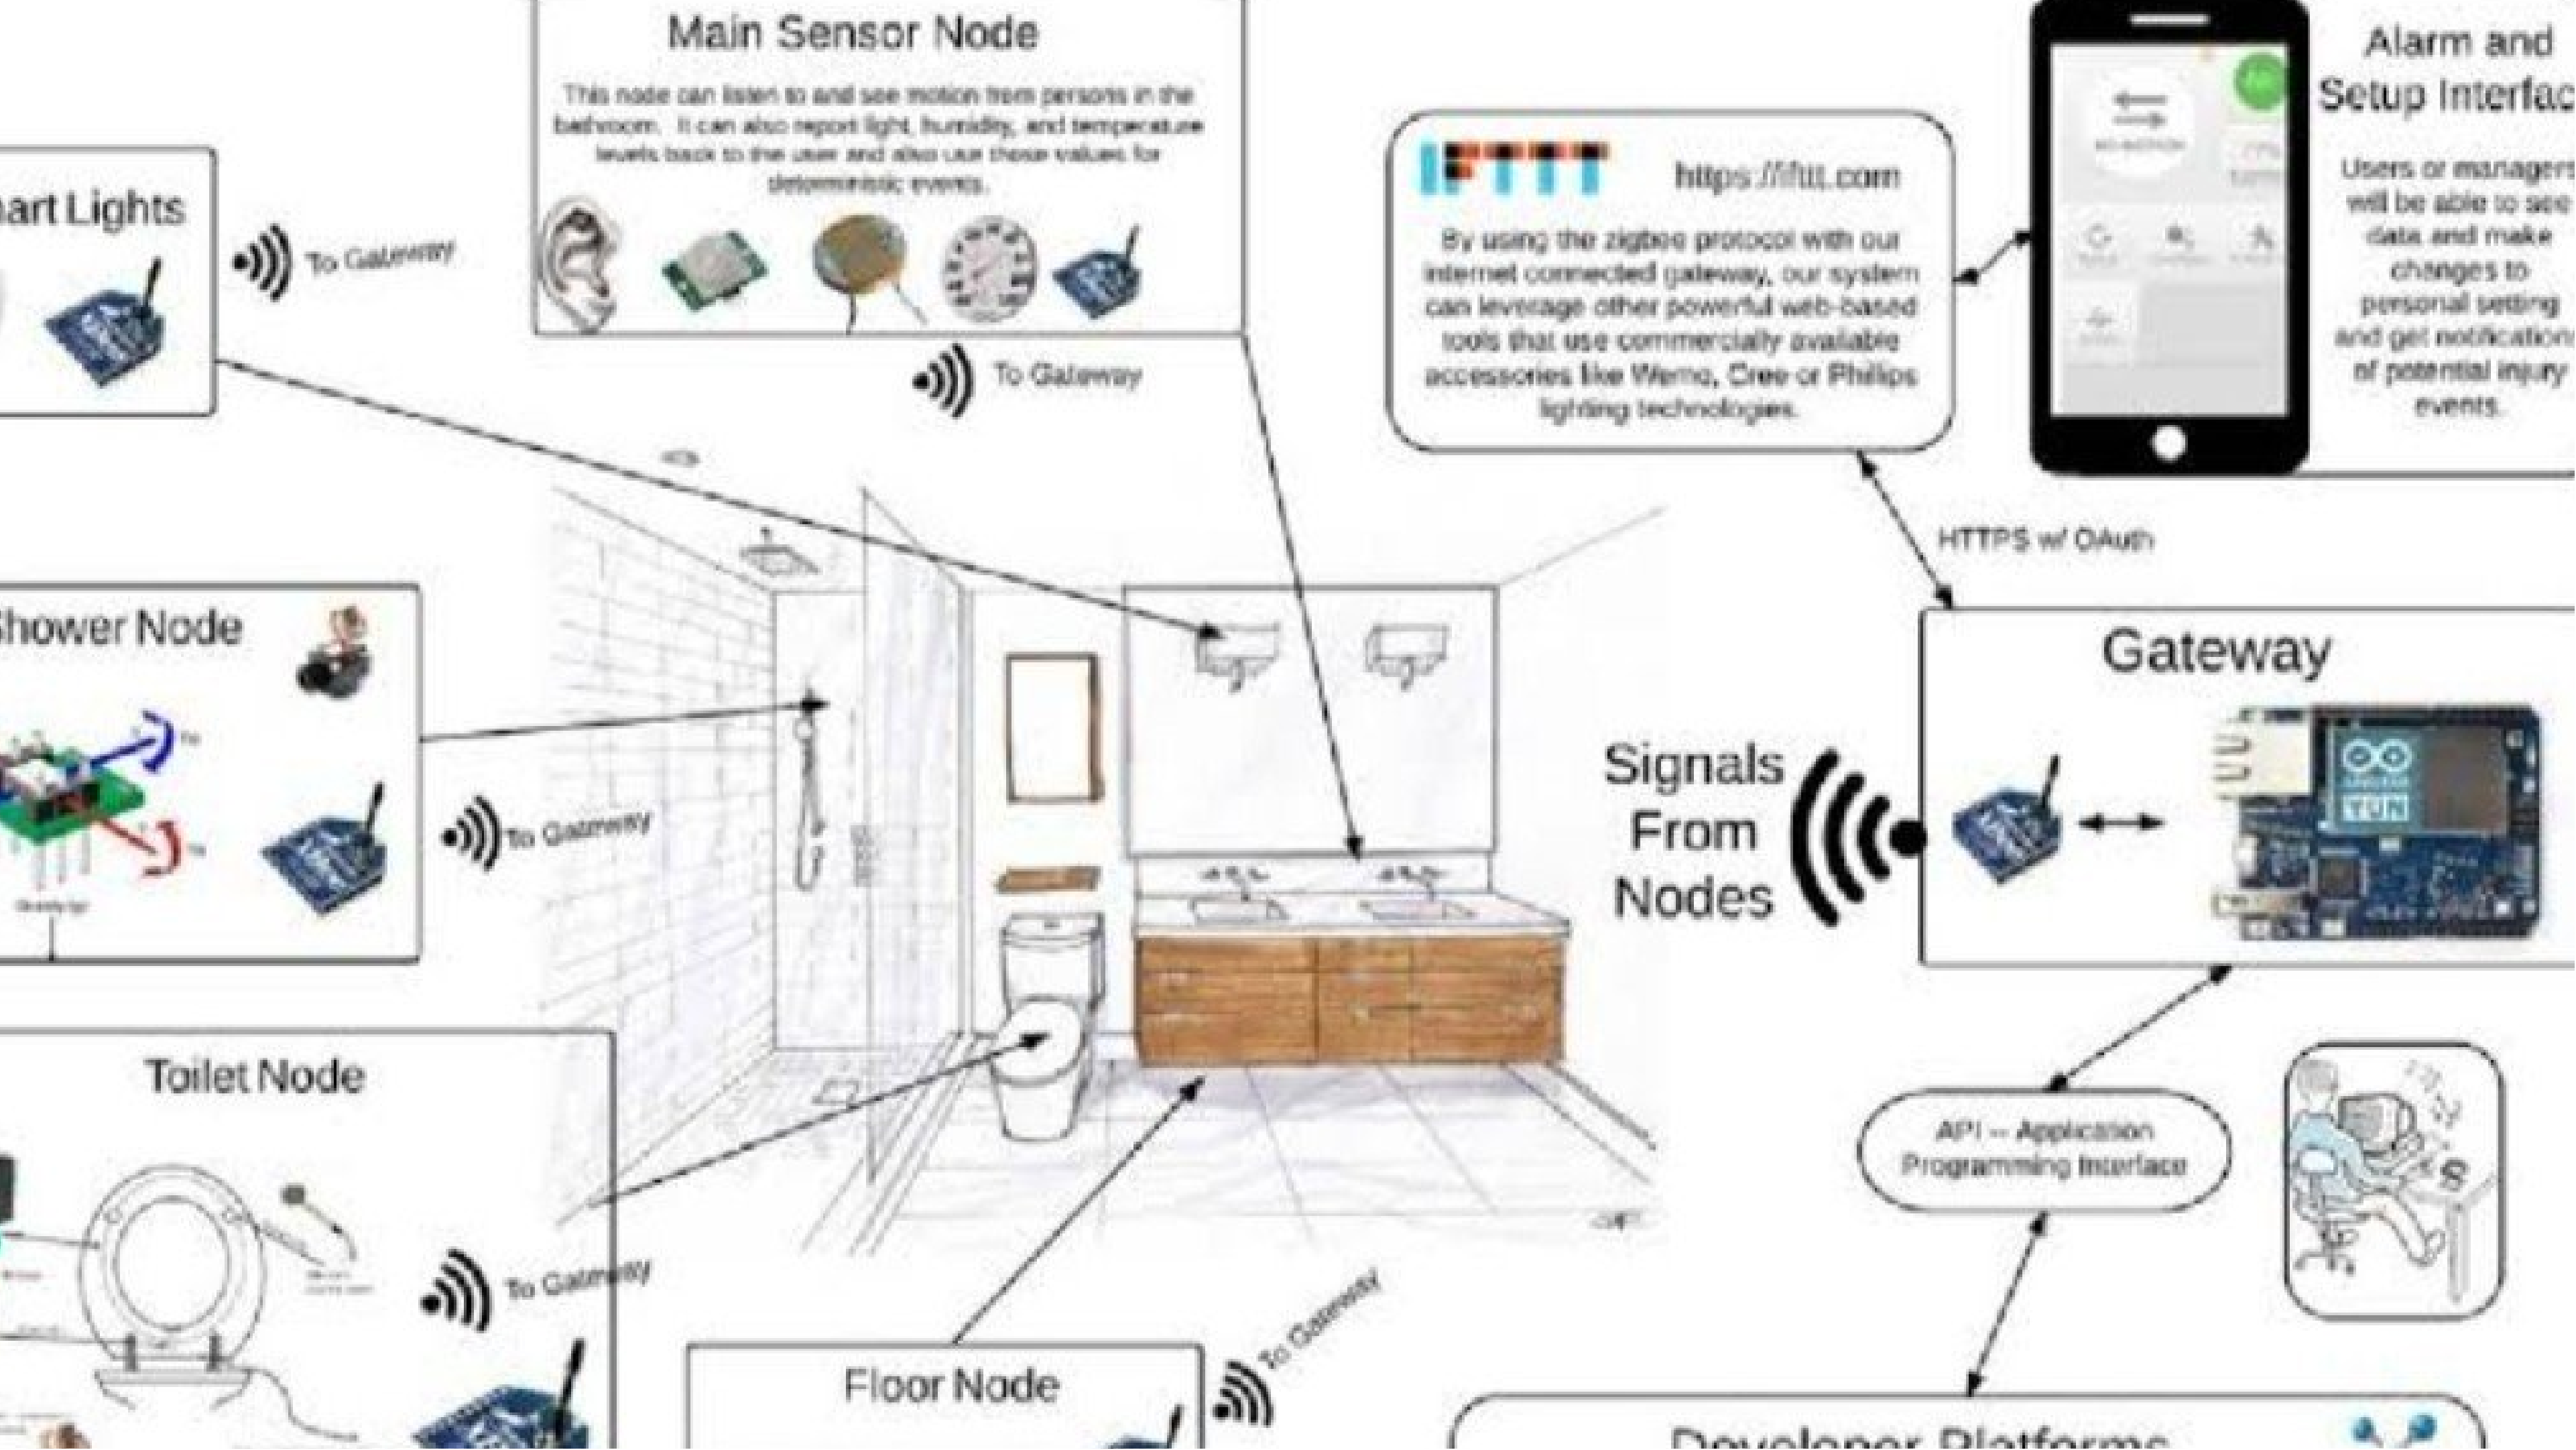 Main Sensor Node
This node can listen to and see motion from persons in the
bathroom. It can also report light, humidity, and temperature
levels back to the user and also use those values for
deterministic events.
To Gateway
art Lights
To Gateway
IFTTT
https://ifttt.com
By using the zigbee protocol with our
internet connected gateway, our system
can leverage other powerful web-based
tools that use commercially available
accessories like Wemo, Cree or Phillips
lighting technologies.
Alarm and
Setup Interfac
Users or managers
will be able to see
data and make
changes to
personal setting
and get notification
of potential injury
events.
HTTPS w/ OAuth
Shower Node
To Gateway
Signals
From
Nodes
Gateway
YUN
Toilet Node
To Gateway
API -- Application
Programming Interface
Floor Node
To Gateway
Developer Platforms